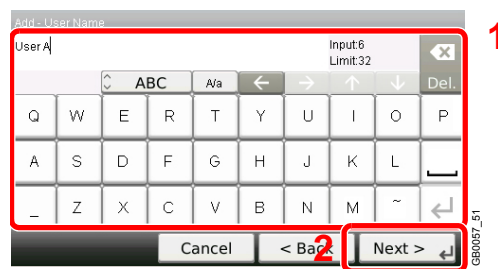 Add - User Name
1
User A
Input:6
Limit:32
ABC A/a ← → ↑ ↓ Del.
Q W E R T Y U I O P
A S D F G H J K L
_ Z X C V B N M ~
Cancel < Back Next >
2
GB0057_51